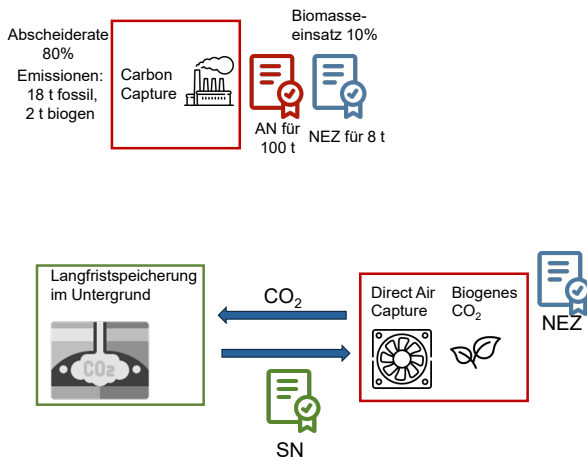 Abscheiderate
80%
Emissionen:
18 t fossil,
2 t biogen
Carbon
Capture
Biomasse-
einsatz 10%
AN für
100 t
NEZ für 8 t
Langfristspeicherung
im Untergrund
CO2
CO₂
Direct Air
Capture
Biogenes
CO₂
NEZ
SN